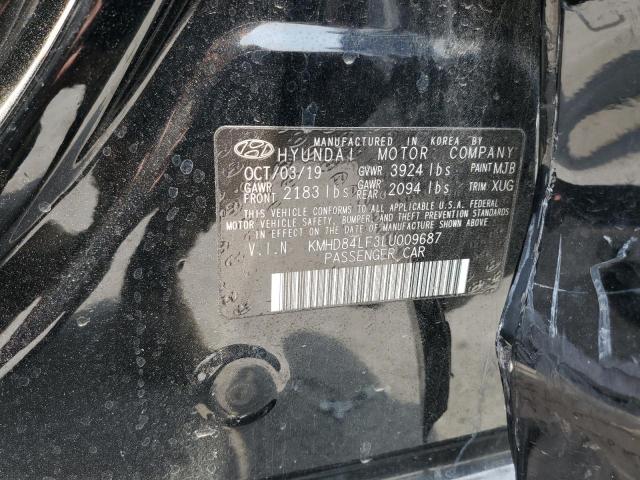 MANUFACTURED IN KOREA BY
HYUNDAI MOTOR COMPANY
OCT/03/19 GVWR 3924 lbs PAINT MJB
GAWR FRONT 2183 lbs GAWR REAR 2094 lbs TRIM XUG
THIS VEHICLE CONFORMS TO ALL APPLICABLE U.S.A. FEDERAL
MOTOR VEHICLE SAFETY, BUMPER, AND THEFT PREVENTION STANDARDS
IN EFFECT ON THE DATE OF MANUFACTURE SHOWN ABOVE.
V.I.N KMHD84LF3LU009687
PASSENGER CAR